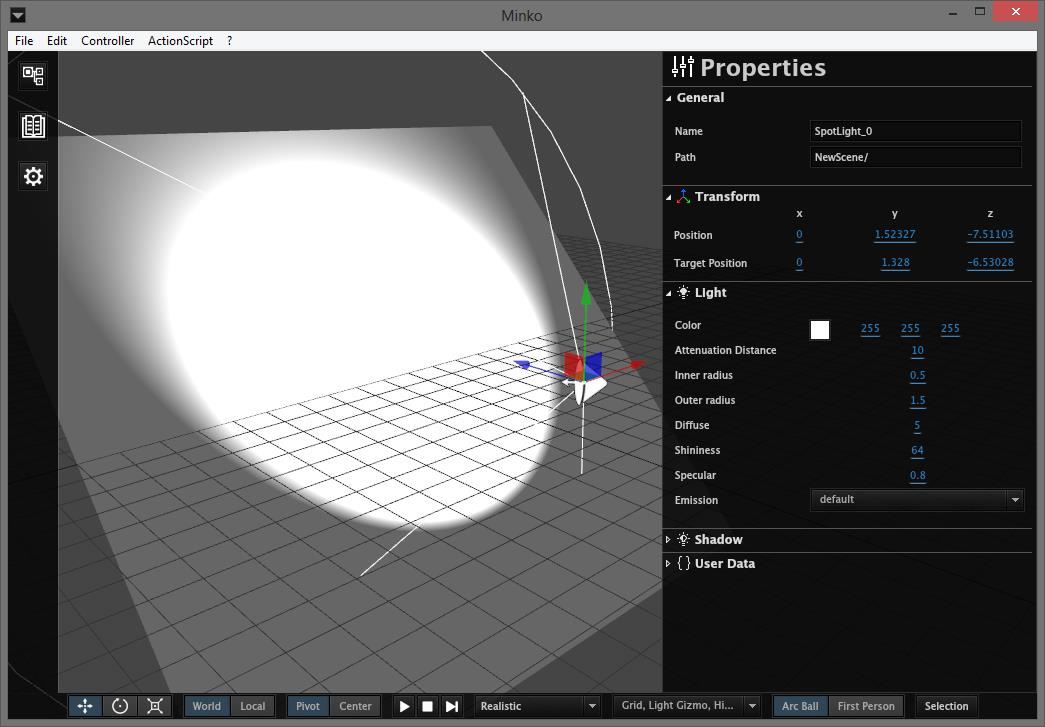 Minko
File Edit Controller ActionScript ?
Properties
General
Name SpotLight_0
Path NewScene/
Transform
x y z
Position 0 1.52327 -7.51103
Target Position 0 1.328 -6.53028
Light
Color 255 255 255
Attenuation Distance 10
Inner radius 0.5
Outer radius 1.5
Diffuse 5
Shininess 64
Specular 0.8
Emission default
Shadow
{ } User Data
World Local Pivot Center Realistic Grid, Light Gizmo, Hi... Arc Ball First Person Selection